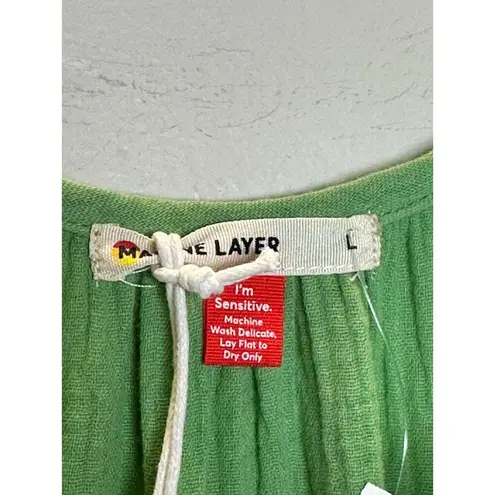 LAYER L
I'm
Sensitive.
Machine
Wash Delicate,
Lay Flat to
Dry Only